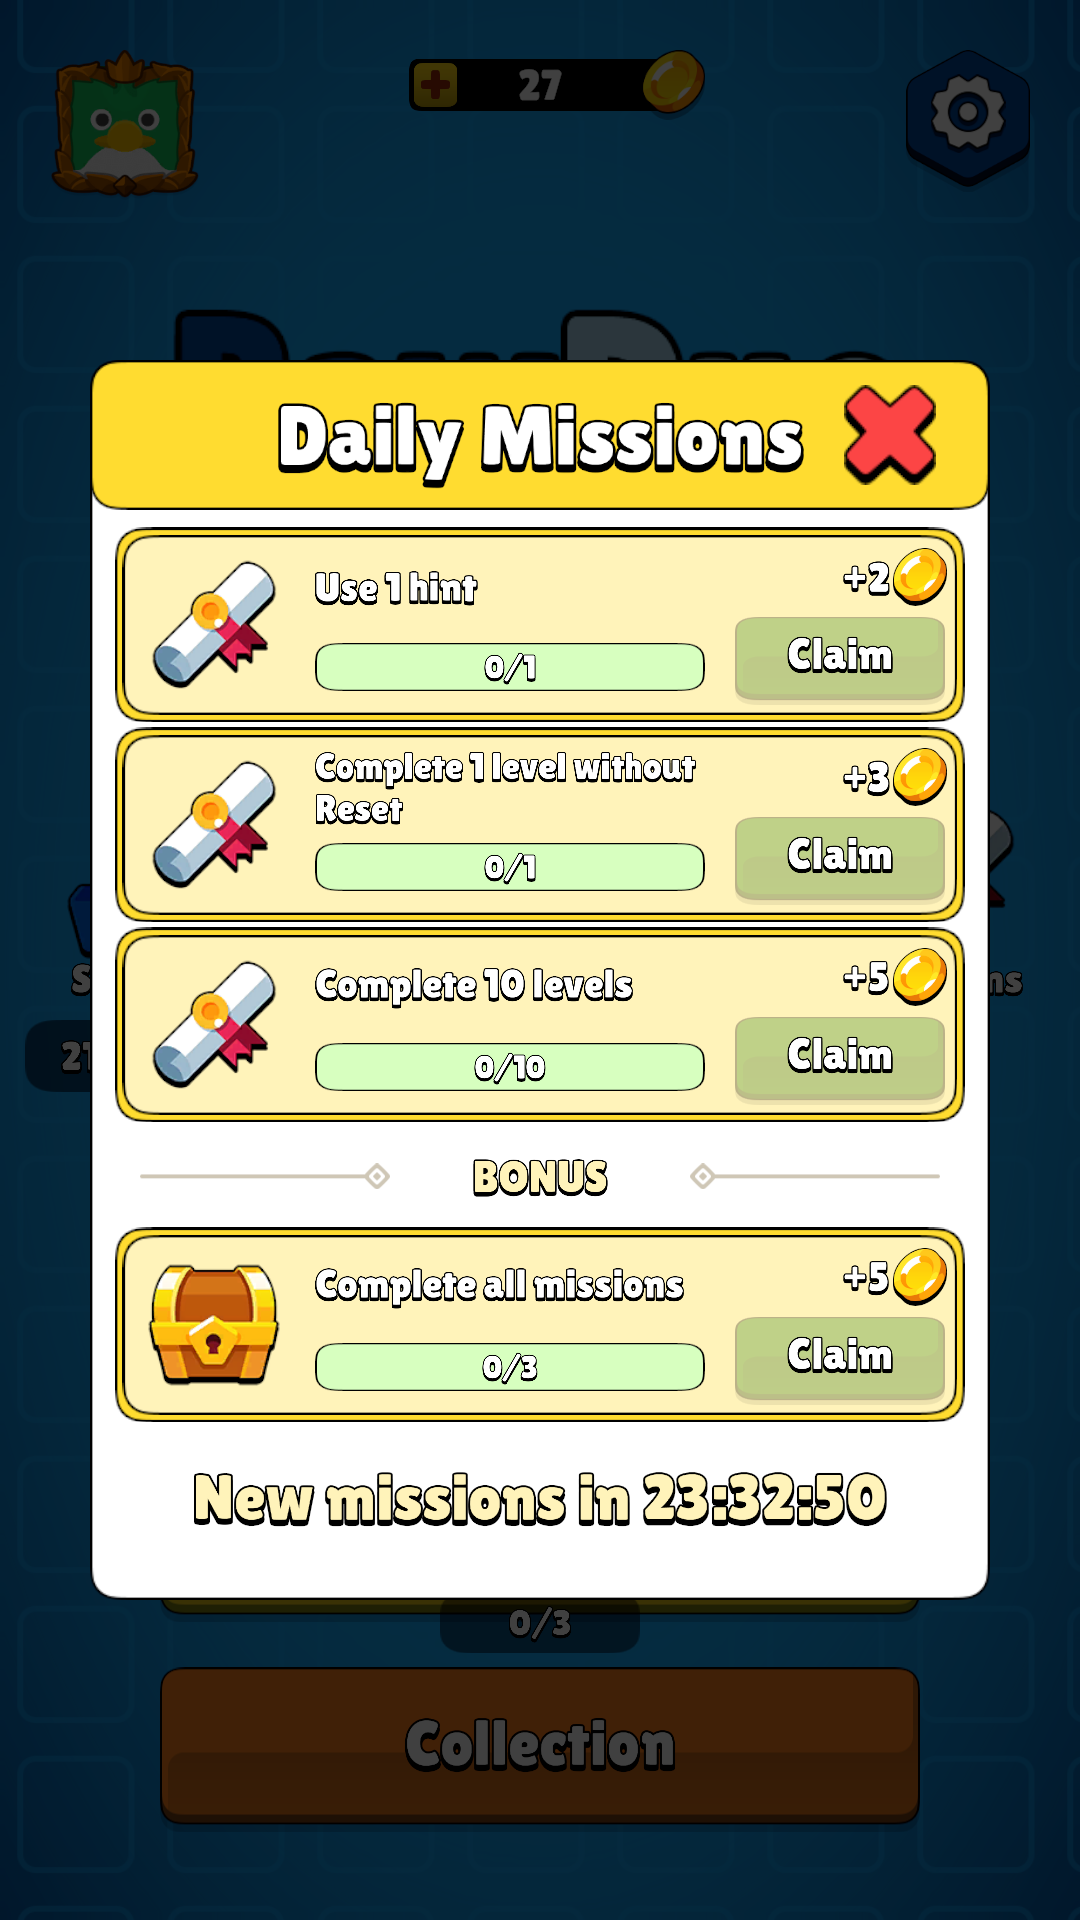 27
Daily Missions
Use 1 hint
+2
0/1
Claim
Complete 1 level without
Reset
+3
0/1
Claim
Complete 10 levels
+5
0/10
Claim
BONUS
Complete all missions
+5
0/3
Claim
New missions in 23:32:50
0/3
Collection